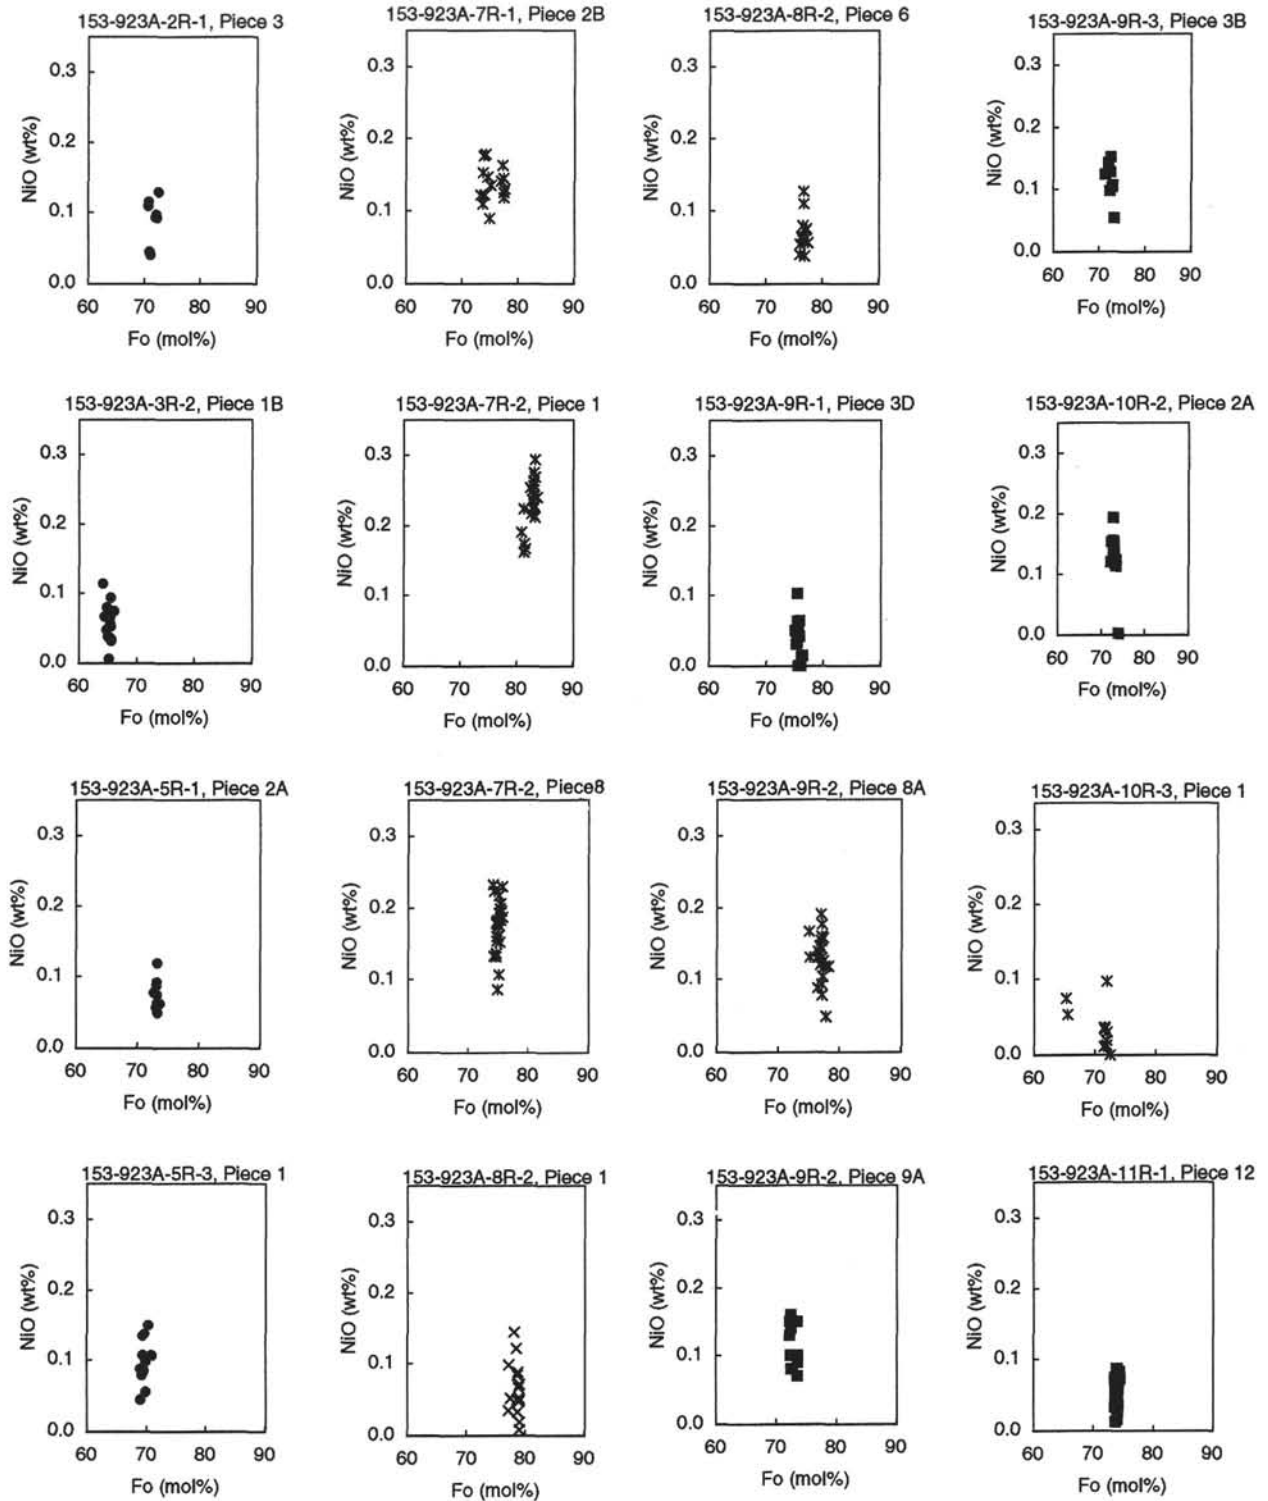 153-923A-2R-1, Piece 3
0.3
0.2
0.1
0.0
NiO (wt%)
60 70 80 90
Fo (mol%)
153-923A-7R-1, Piece 2B
0.3
0.2
0.1
0.0
NiO (wt%)
60 70 80 90
Fo (mol%)
153-923A-8R-2, Piece 6
0.3
0.2
0.1
0.0
NiO (wt%)
60 70 80 90
Fo (mol%)
153-923A-9R-3, Piece 3B
0.3
0.2
0.1
0.0
NiO (wt%)
60 70 80 90
Fo (mol%)
153-923A-3R-2, Piece 1B
0.3
0.2
0.1
0.0
NiO (wt%)
60 70 80 90
Fo (mol%)
153-923A-7R-2, Piece 1
0.3
0.2
0.1
0.0
NiO (wt%)
60 70 80 90
Fo (mol%)
153-923A-9R-1, Piece 3D
0.3
0.2
0.1
0.0
NiO (wt%)
60 70 80 90
Fo (mol%)
153-923A-10R-2, Piece 2A
0.3
0.2
0.1
0.0
NiO (wt%)
60 70 80 90
Fo (mol%)
153-923A-5R-1, Piece 2A
0.3
0.2
0.1
0.0
NiO (wt%)
60 70 80 90
Fo (mol%)
153-923A-7R-2, Piece8
0.3
0.2
0.1
0.0
NiO (wt%)
60 70 80 90
Fo (mol%)
153-923A-9R-2, Piece 8A
0.3
0.2
0.1
0.0
NiO (wt%)
60 70 80 90
Fo (mol%)
153-923A-10R-3, Piece 1
0.3
0.2
0.1
0.0
NiO (wt%)
60 70 80 90
Fo (mol%)
153-923A-5R-3, Piece 1
0.3
0.2
0.1
0.0
NiO (wt%)
60 70 80 90
Fo (mol%)
153-923A-8R-2, Piece 1
0.3
0.2
0.1
0.0
NiO (wt%)
60 70 80 90
Fo (mol%)
153-923A-9R-2, Piece 9A
0.3
0.2
0.1
0.0
NiO (wt%)
60 70 80 90
Fo (mol%)
153-923A-11R-1, Piece 12
0.3
0.2
0.1
0.0
NiO (wt%)
60 70 80 90
Fo (mol%)